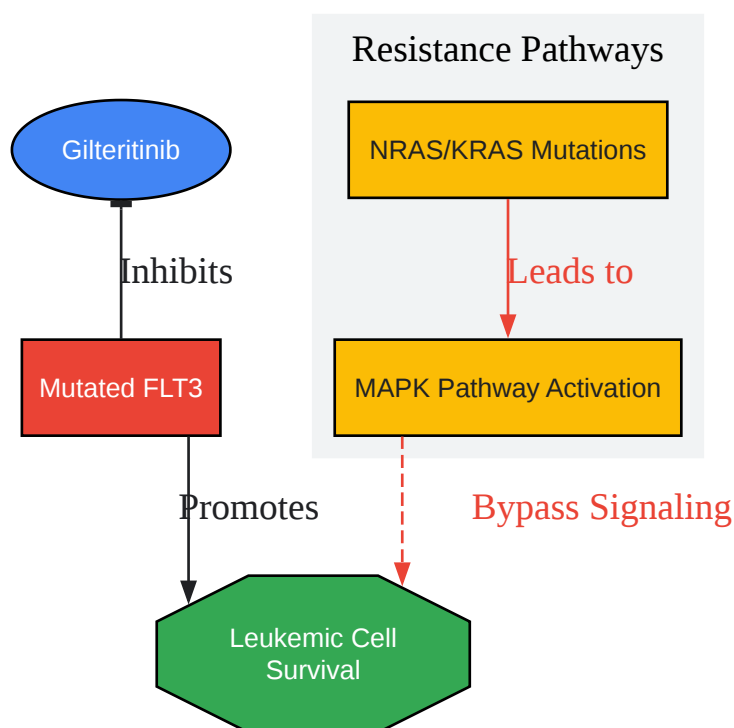 Resistance Pathways
Gilteritinib
NRAS/KRAS Mutations
Inhibits
Leads to
Mutated FLT3
MAPK Pathway Activation
Promotes
Bypass Signaling
Leukemic Cell
Survival